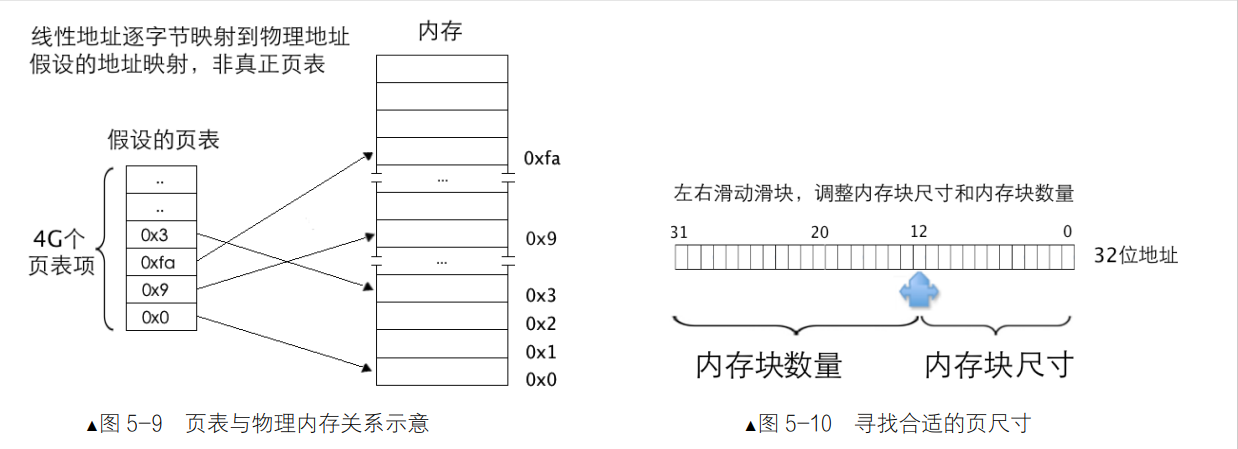 线性地址逐字节映射到物理地址
假设的地址映射，非真正页表
内存
假设的页表
4G个
页表项
..
..
0x3
0xfa
0x9
0x0
...
...
0xfa
0x9
0x3
0x2
0x1
0x0
▲图 5-9 页表与物理内存关系示意
左右滑动滑块，调整内存块尺寸和内存块数量
31 20 12 0
32位地址
内存块数量 内存块尺寸
▲图 5-10 寻找合适的页尺寸